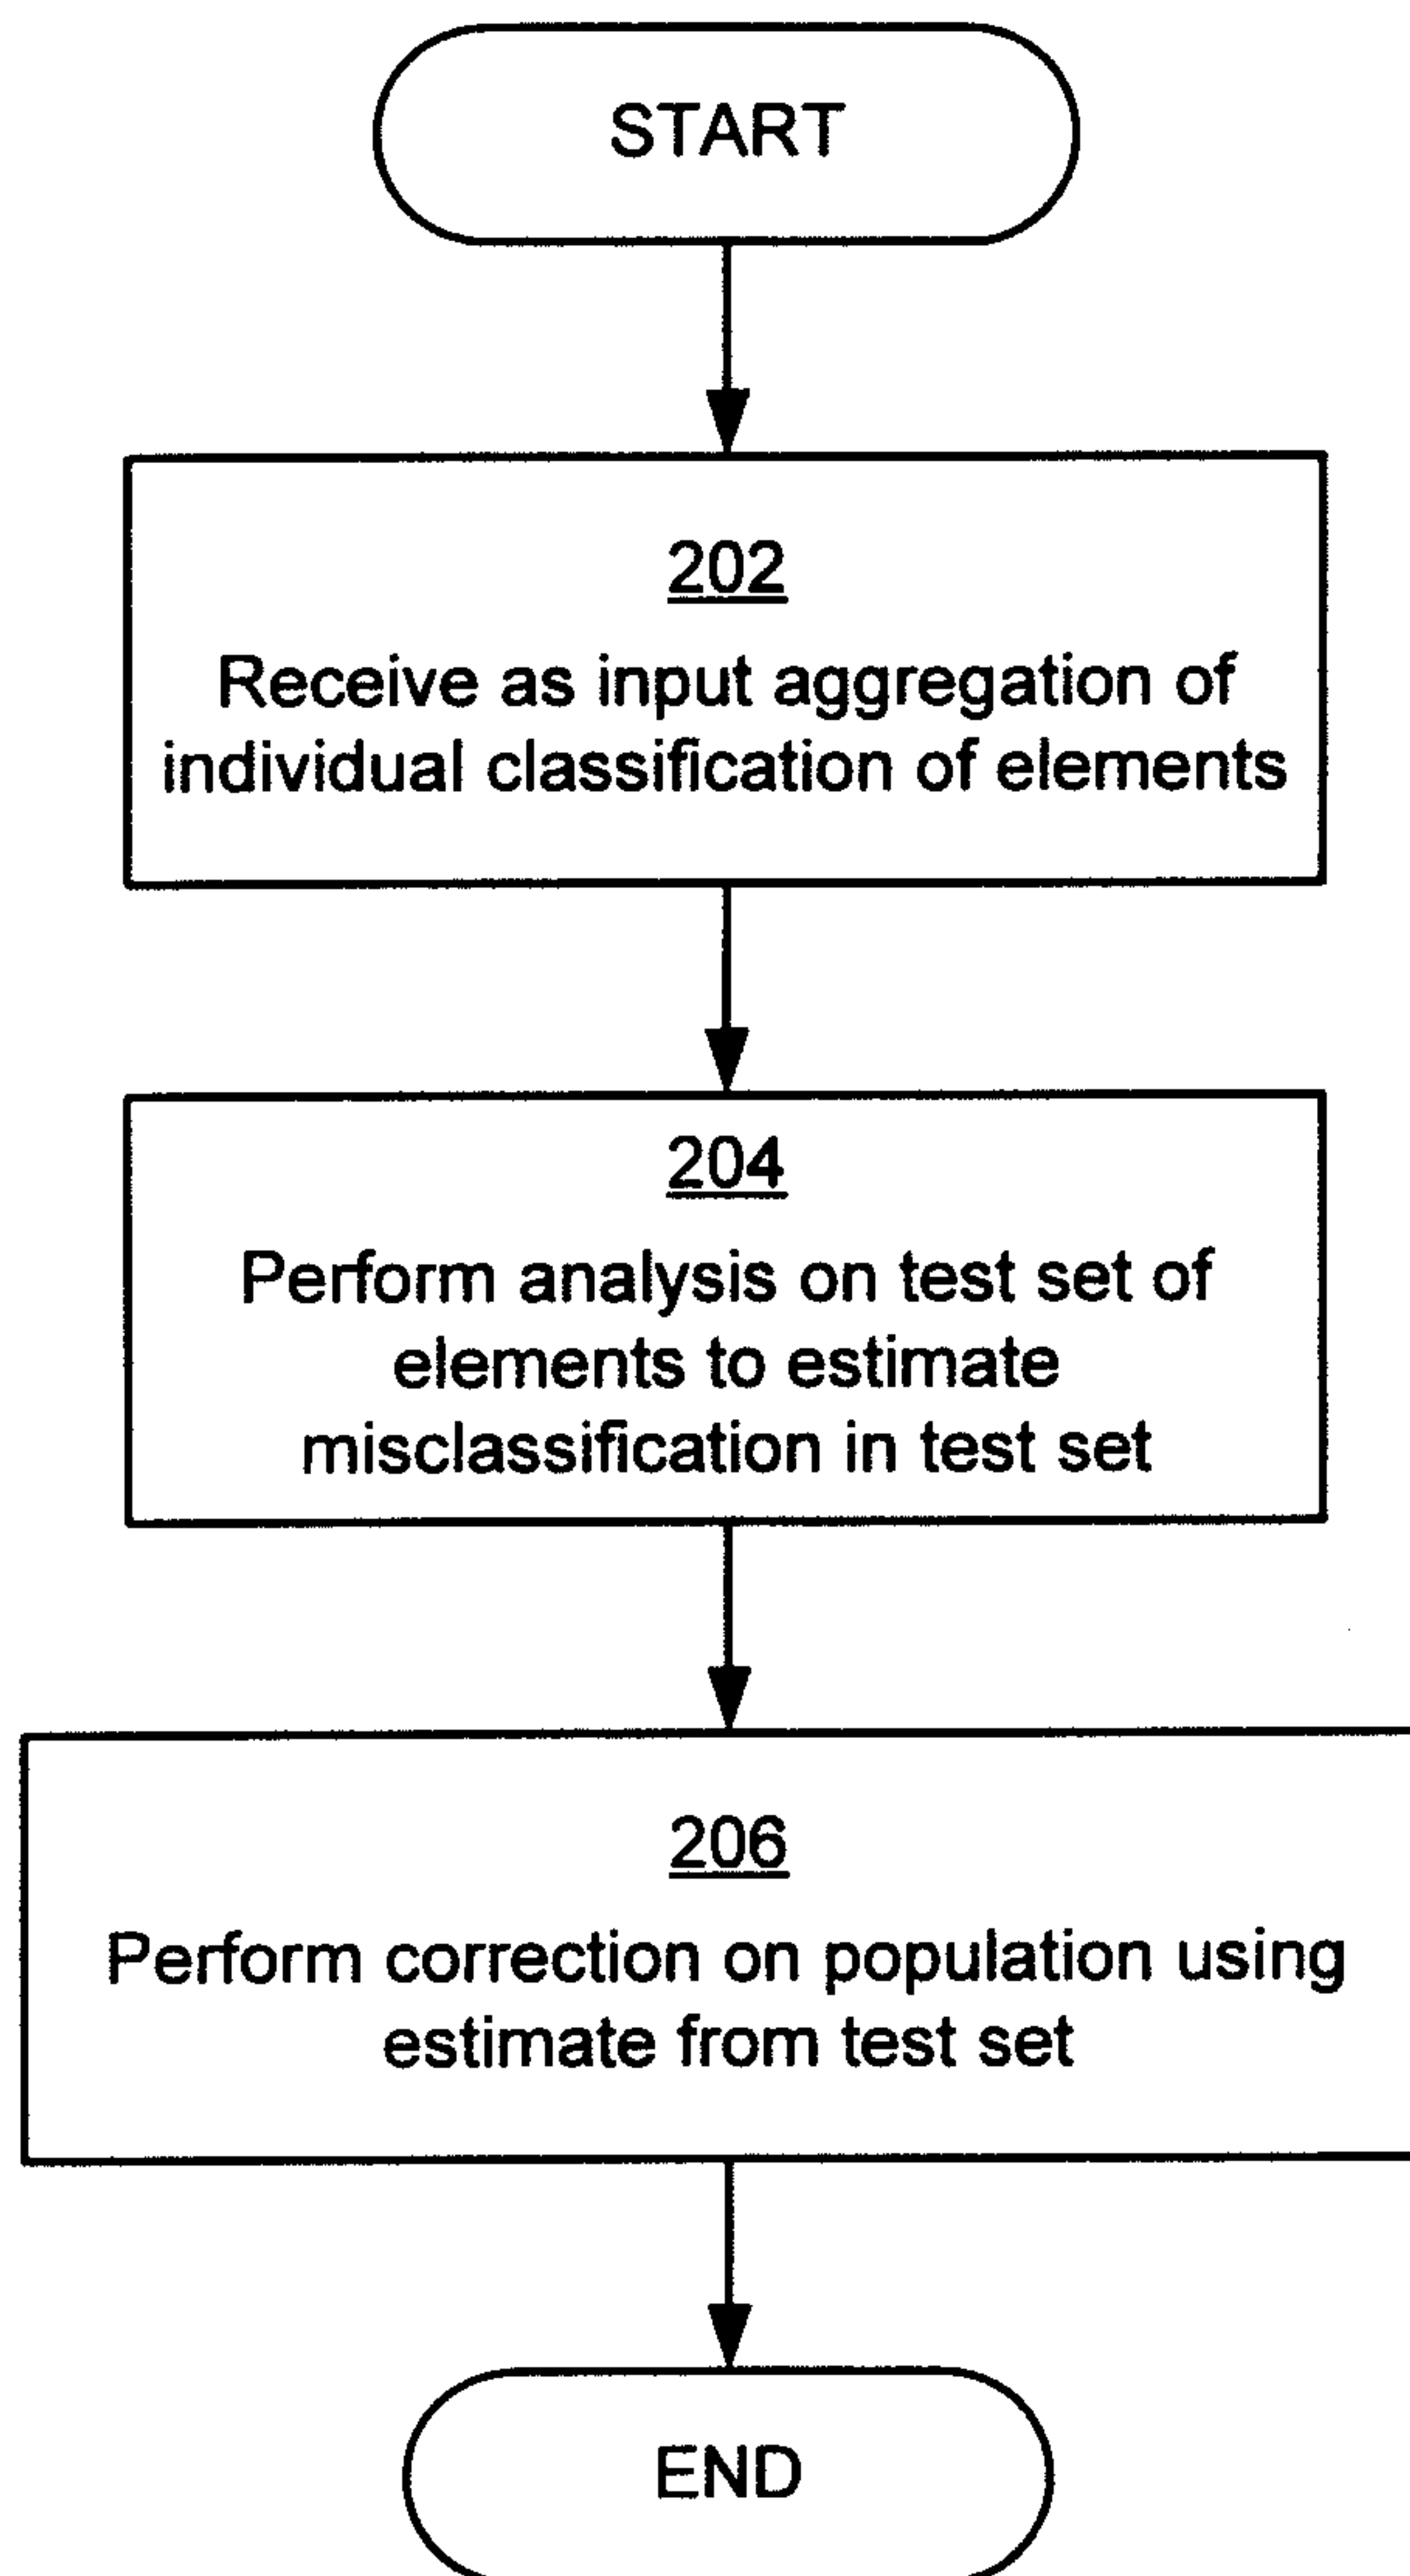 START
202
Receive as input aggregation of
individual classification of elements
204
Perform analysis on test set of
elements to estimate
misclassification in test set
206
Perform correction on population using
estimate from test set
END